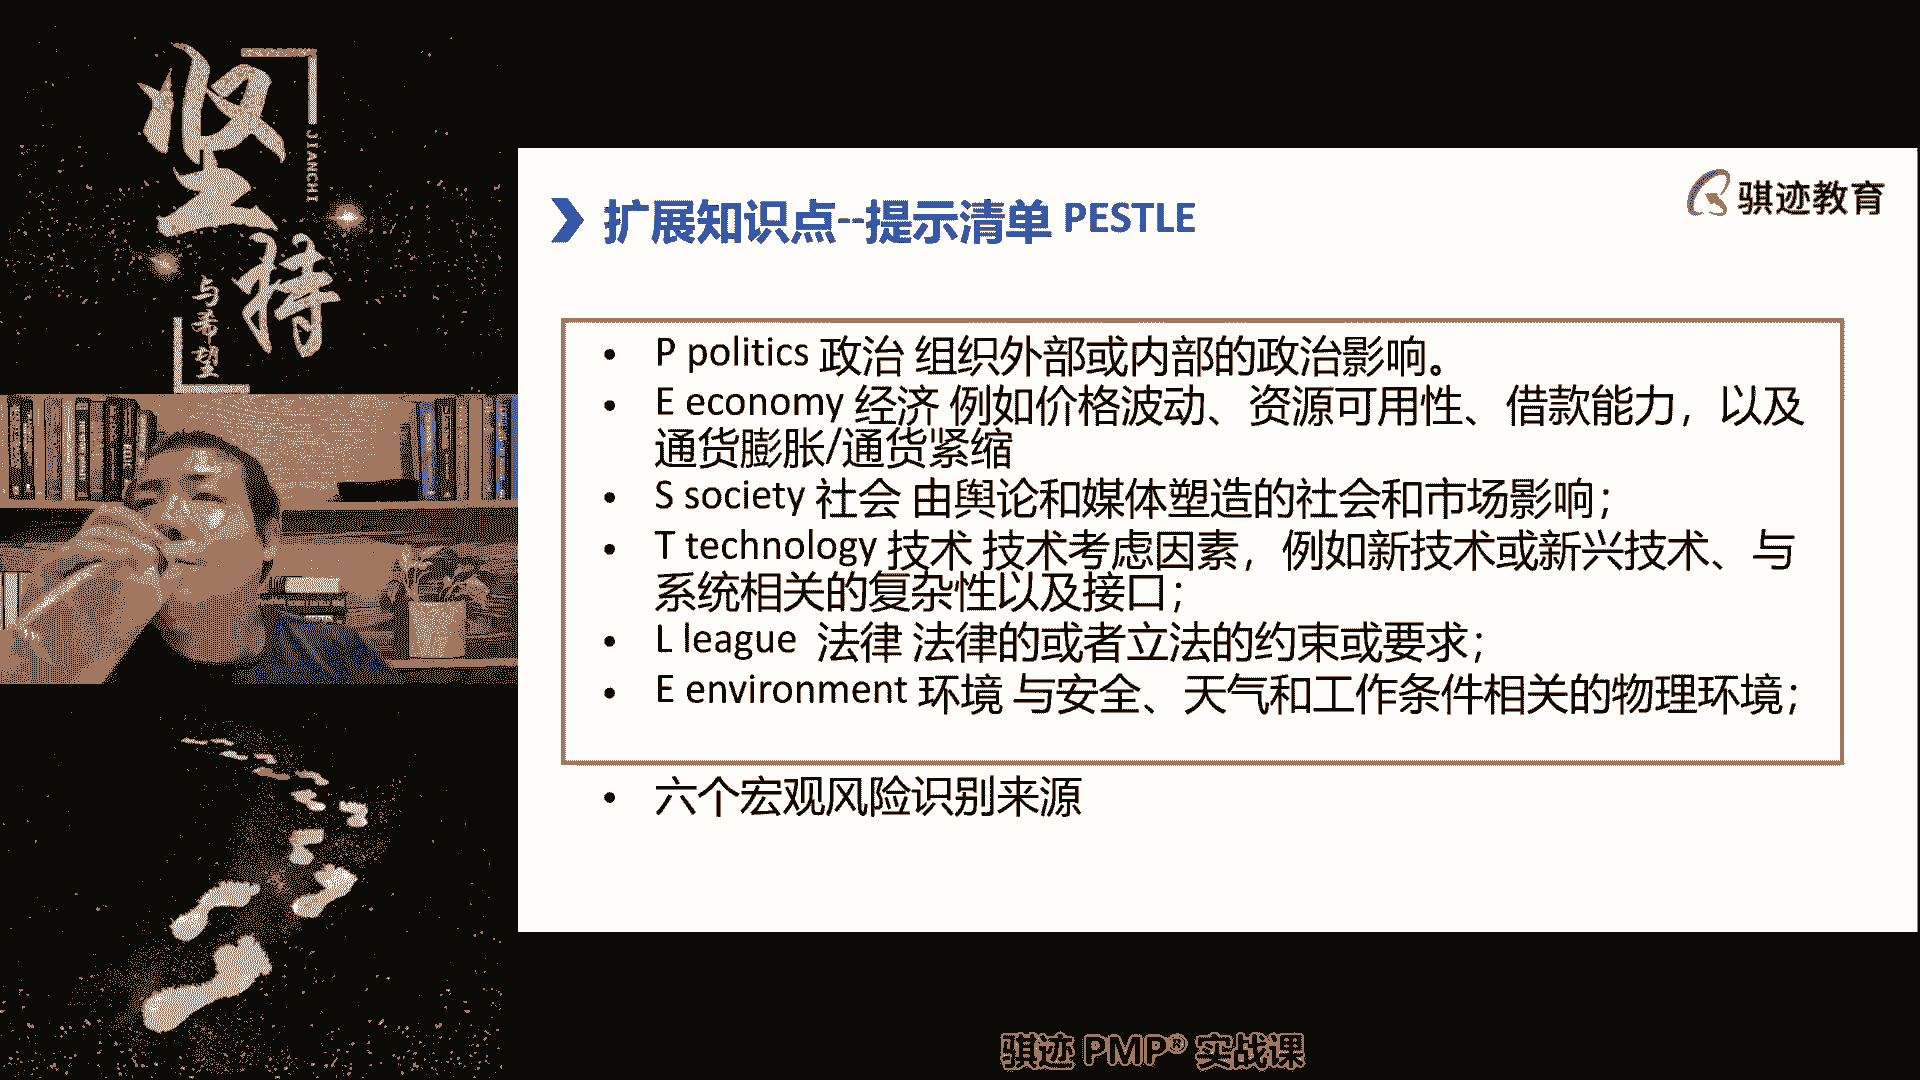 坚持
JIANCHI
与希望
骐迹教育
扩展知识点--提示清单 PESTLE
• P politics 政治 组织外部或内部的政治影响。
• E economy 经济 例如价格波动、资源可用性、借款能力，以及
通货膨胀/通货紧缩
• S society 社会 由舆论和媒体塑造的社会和市场影响；
• T technology 技术 技术考虑因素，例如新技术或新兴技术、与
系统相关的复杂性以及接口；
• L league 法律 法律的或者立法的约束或要求；
• E environment 环境 与安全、天气和工作条件相关的物理环境；
• 六个宏观风险识别来源
骐迹 PMP® 实战课